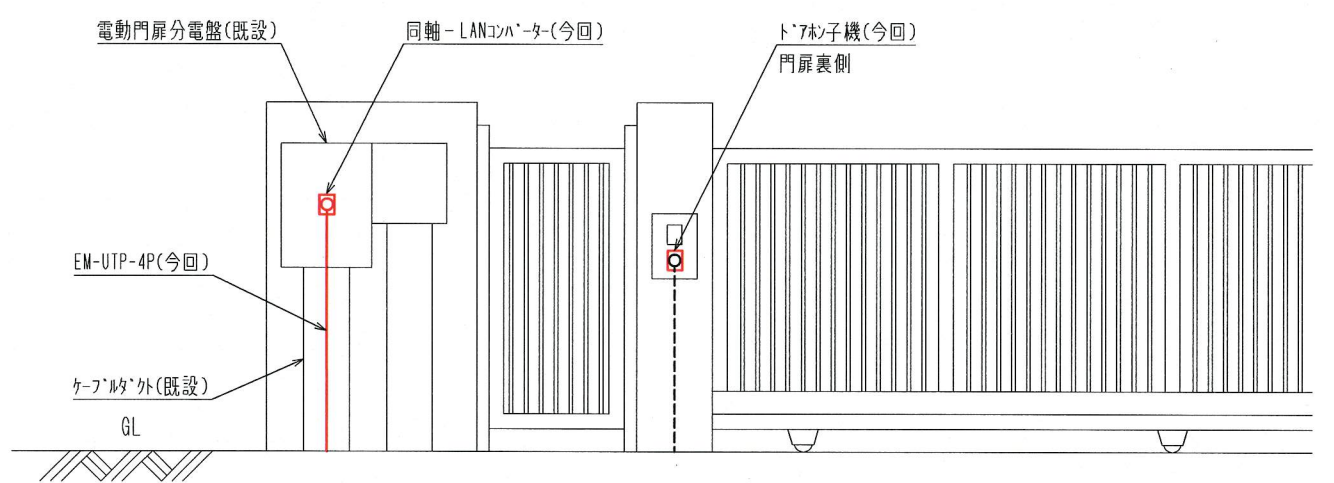 電動門扉分電盤(既設)
同軸－LANｺﾝﾊﾞｰﾀｰ(今回)
ﾄﾞｱﾎﾝ子機(今回)
門扉裏側
EM-UTP-4P(今回)
ｹｰﾌﾞﾙﾀﾞｸﾄ(既設)
GL